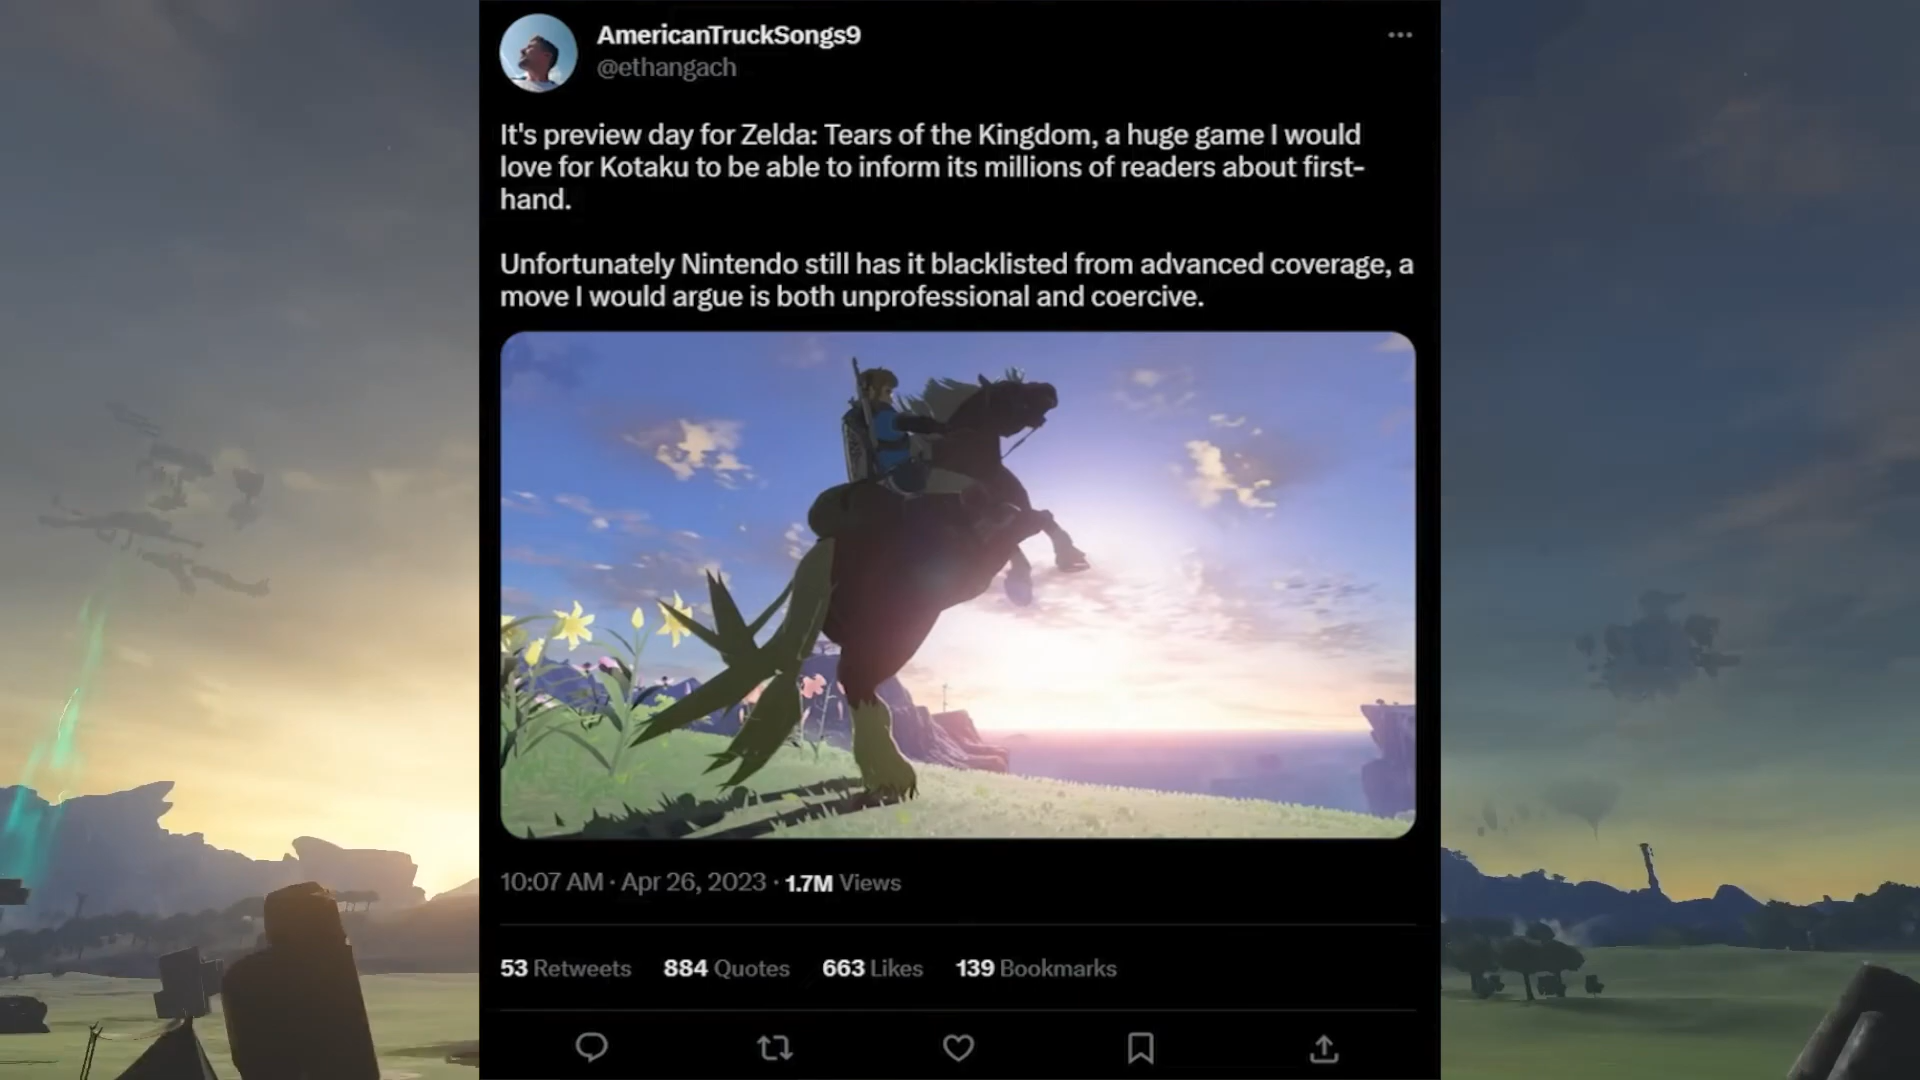 AmericanTruckSongs9
@ethangach
It's preview day for Zelda: Tears of the Kingdom, a huge game I would
love for Kotaku to be able to inform its millions of readers about first-
hand.
Unfortunately Nintendo still has it blacklisted from advanced coverage, a
move I would argue is both unprofessional and coercive.
10:07 AM · Apr 26, 2023 · 1.7M Views
53 Retweets 884 Quotes 663 Likes 139 Bookmarks